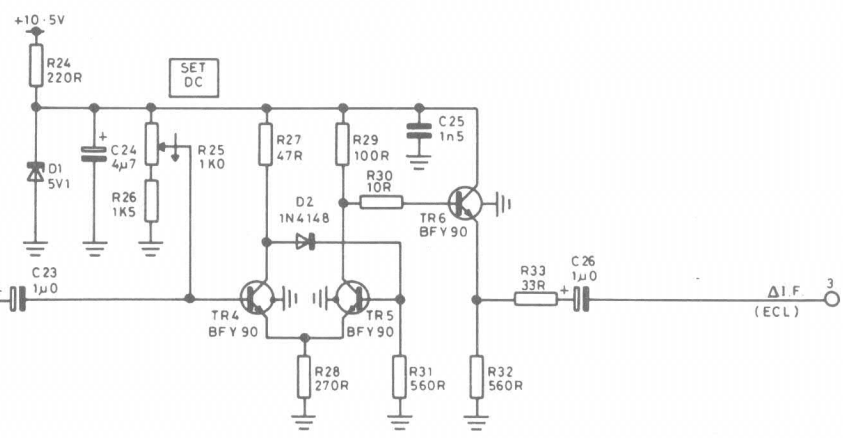 +10·5V
R24
220R
SET
DC
D1
5V1
+
C24
4μ7
R25
1K0
R26
1K5
R27
47R
R29
100R
C25
1n5
R30
10R
D2
1N4148
TR6
BFY90
C23
1μ0
TR4
BFY90
TR5
BFY90
R28
270R
R31
560R
R32
560R
R33
33R
+
C26
1μ0
Δ I.F.
(ECL)
3